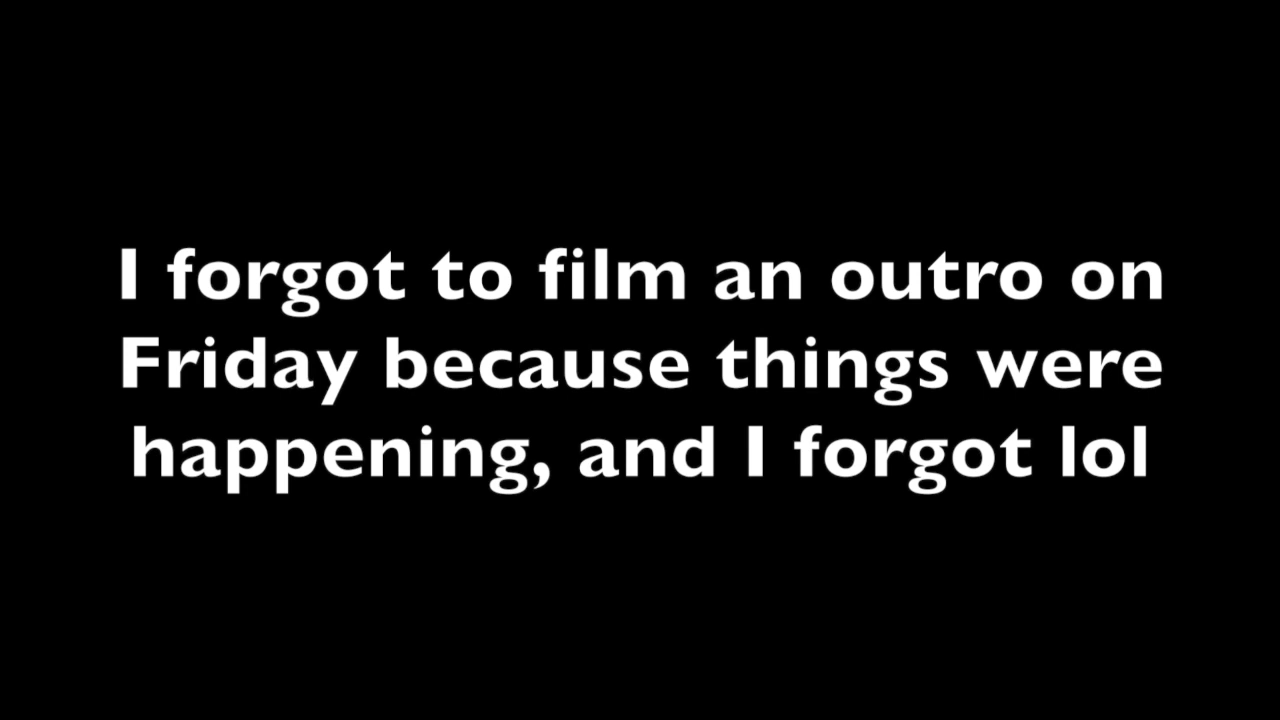 I forgot to film an outro on
Friday because things were
happening, and I forgot lol